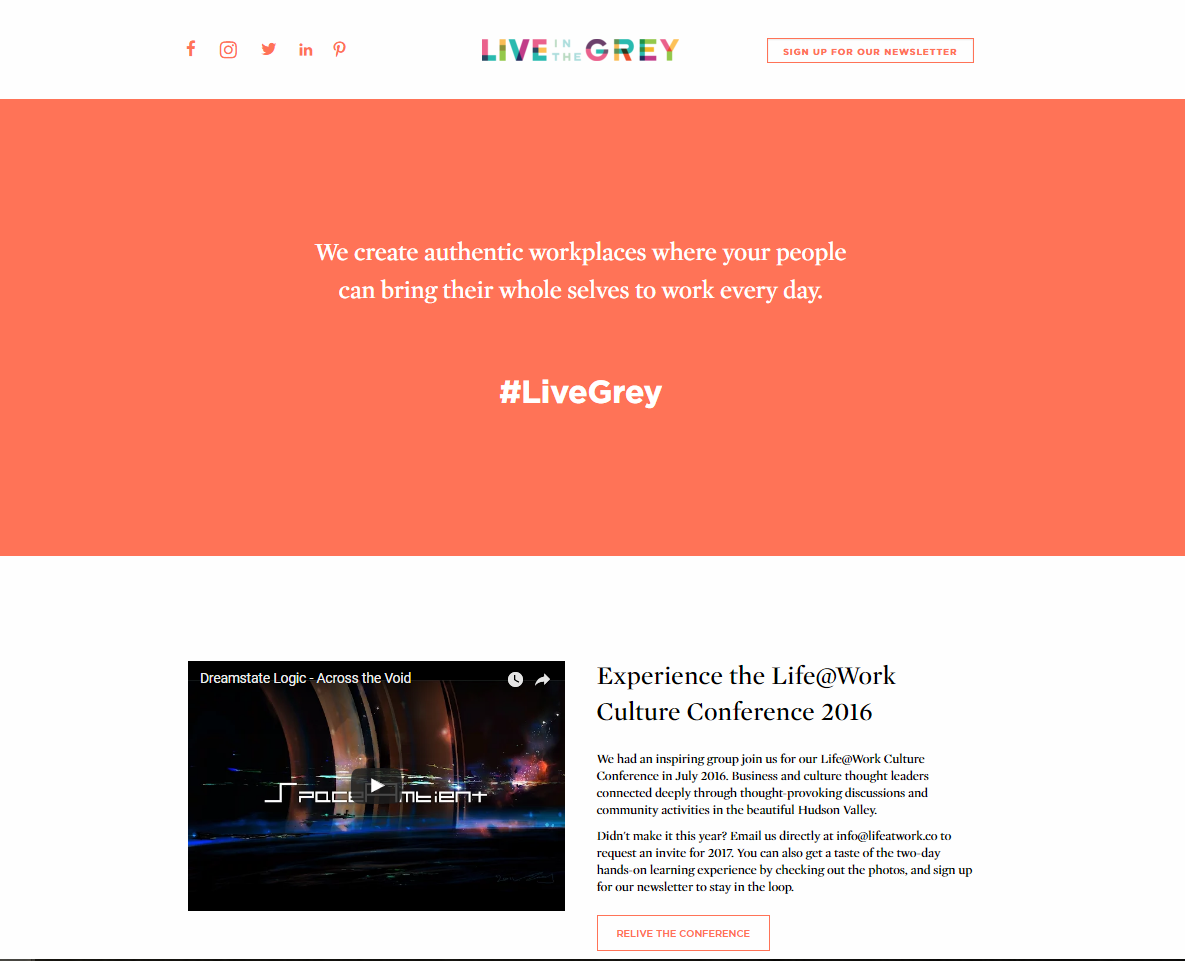 LIVE IN THE GREY
SIGN UP FOR OUR NEWSLETTER
We create authentic workplaces where your people
can bring their whole selves to work every day.
#LiveGrey
Dreamstate Logic - Across the Void
SpaceAmbient
Experience the Life@Work
Culture Conference 2016
We had an inspiring group join us for our Life@Work Culture
Conference in July 2016. Business and culture thought leaders
connected deeply through thought-provoking discussions and
community activities in the beautiful Hudson Valley.
Didn't make it this year? Email us directly at info@lifeatwork.co to
request an invite for 2017. You can also get a taste of the two-day
hands-on learning experience by checking out the photos, and sign up
for our newsletter to stay in the loop.
RELIVE THE CONFERENCE